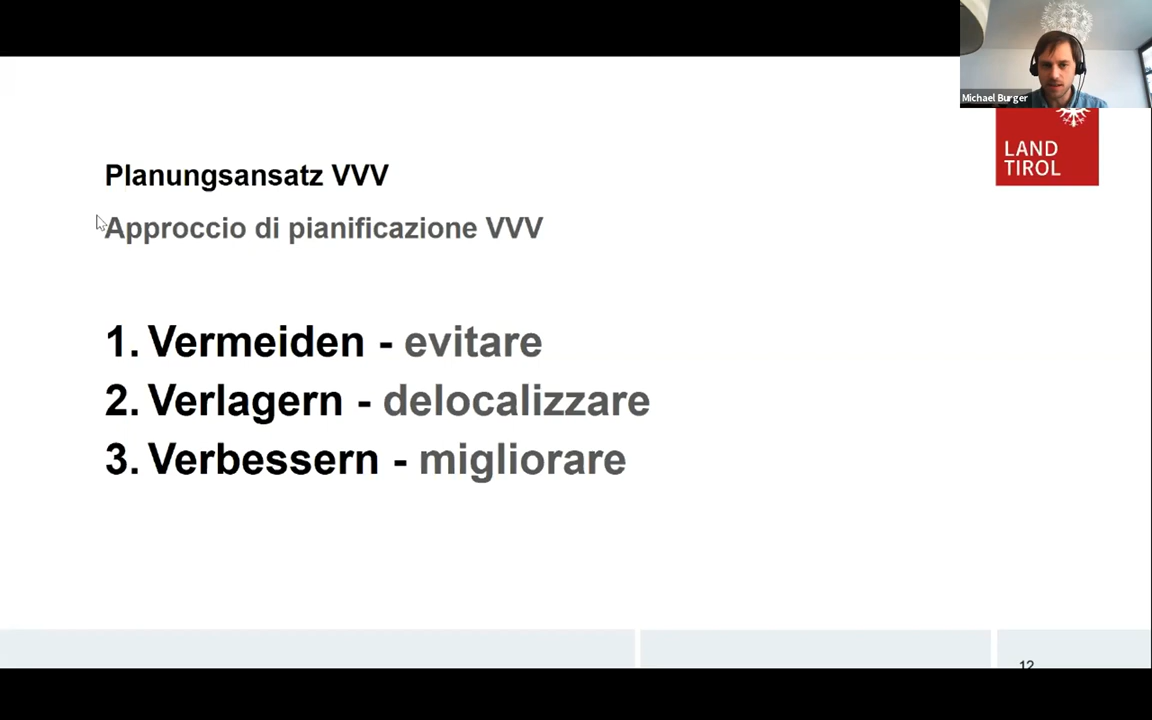 Michael Burger
LAND
TIROL
Planungsansatz VVV
Approccio di pianificazione VVV
1. Vermeiden - evitare
2. Verlagern - delocalizzare
3. Verbessern - migliorare
12